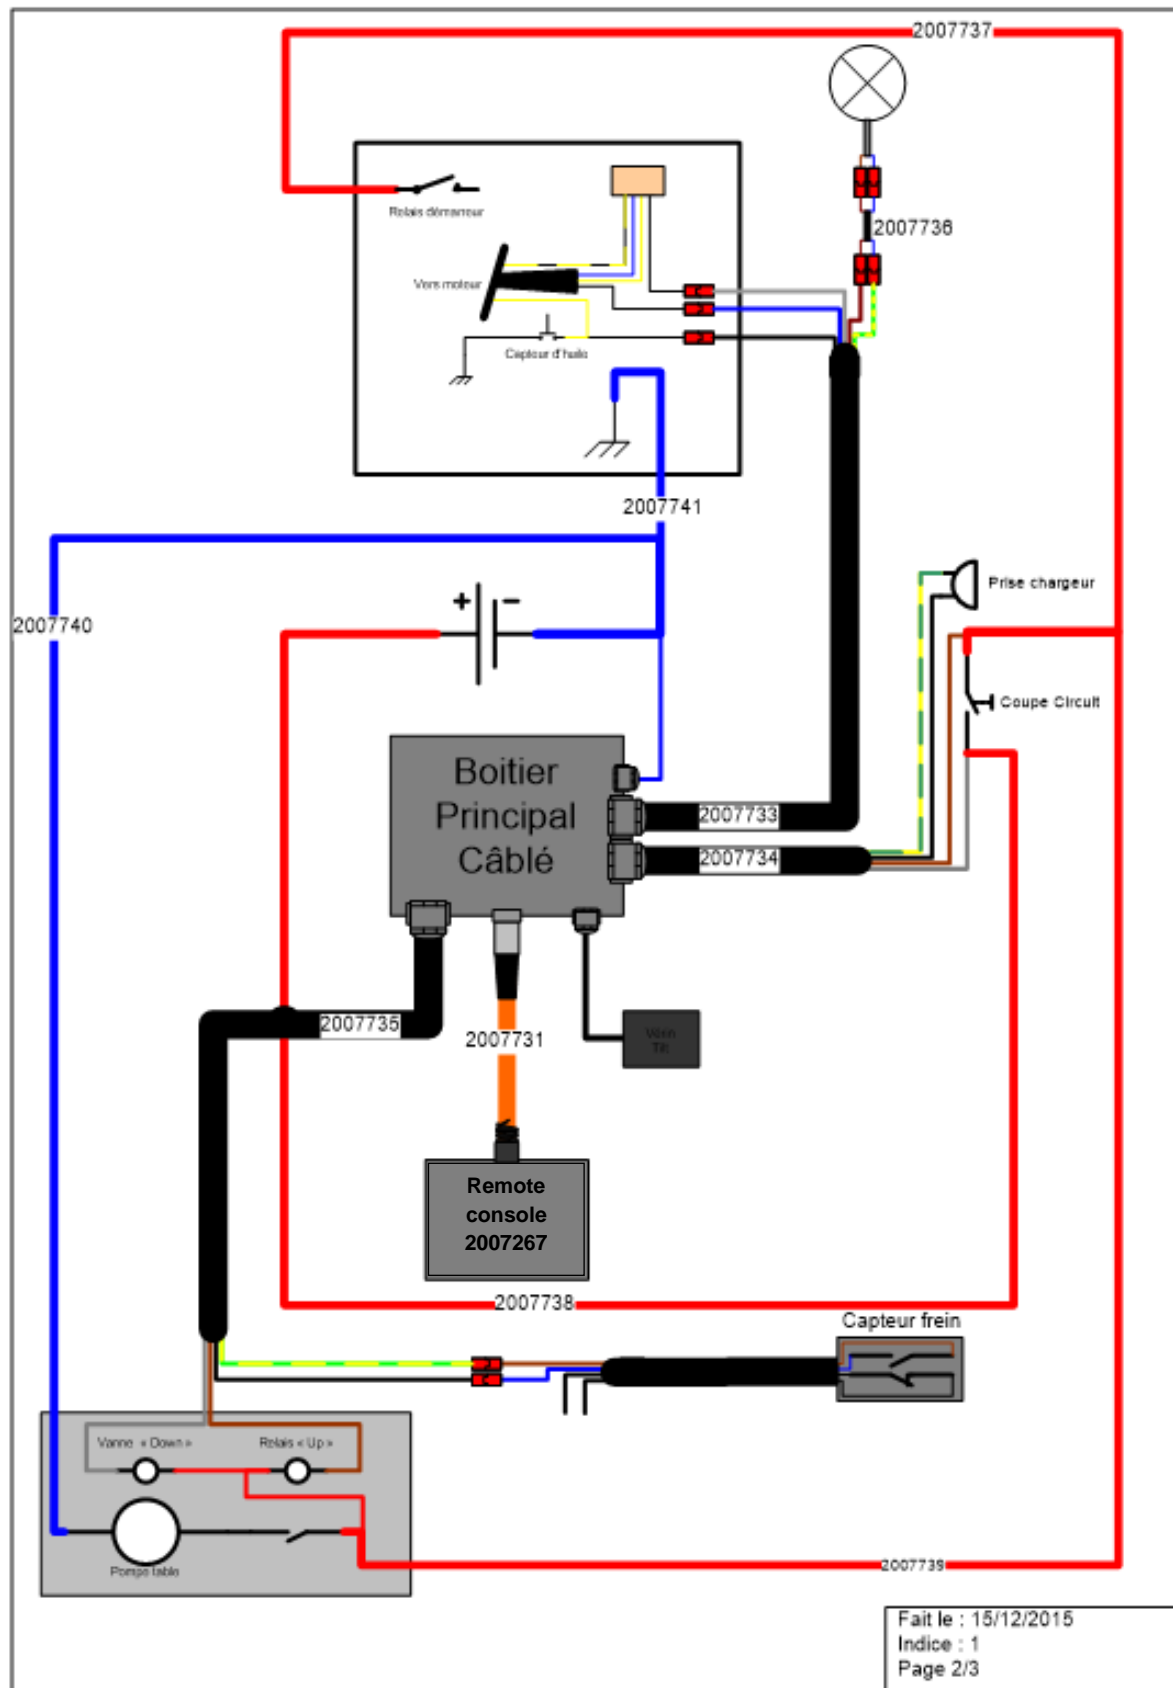 2007737
Relais démarreur
2007736
Vers moteur
Capteur d'huile
2007741
+
-
Prise chargeur
2007740
Coupe Circuit
Boitier
Principal
Câblé
2007733
2007734
2007735
2007731
Vérin
Tilt
Remote
console
2007267
2007738
Capteur frein
Vanne « Down »
Relais « Up »
Pompe table
2007739
Fait le : 15/12/2015
Indice : 1
Page 2/3